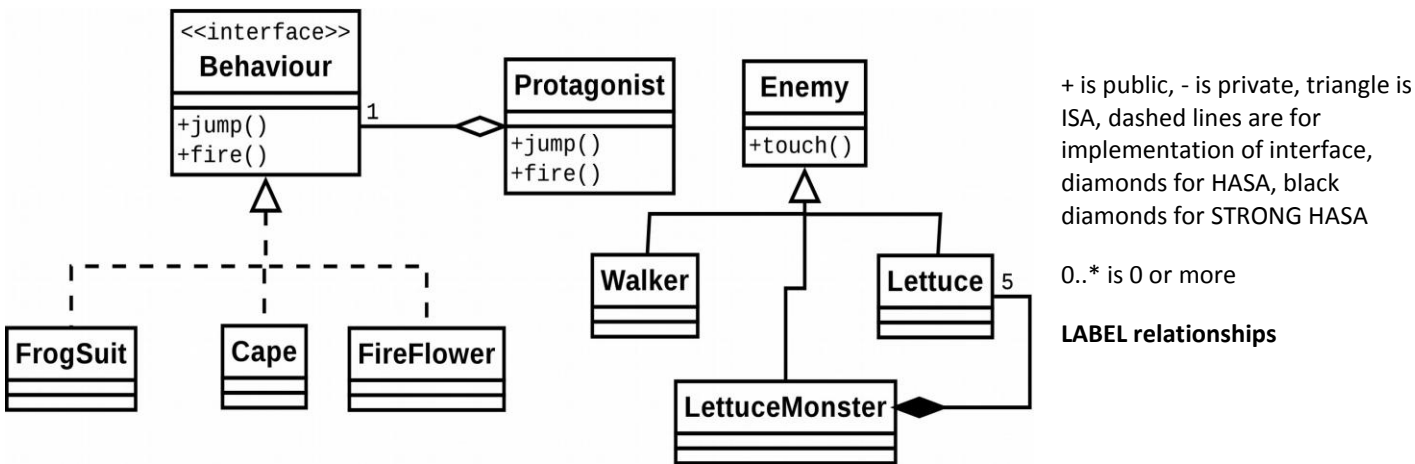 <<interface>>
Behaviour
+jump()
+fire()
1
Protagonist
+jump()
+fire()
Enemy
+touch()
FrogSuit
Cape
FireFlower
Walker
Lettuce
5
LettuceMonster
+ is public, - is private, triangle is
ISA, dashed lines are for
implementation of interface,
diamonds for HASA, black
diamonds for STRONG HASA
0..* is 0 or more
LABEL relationships